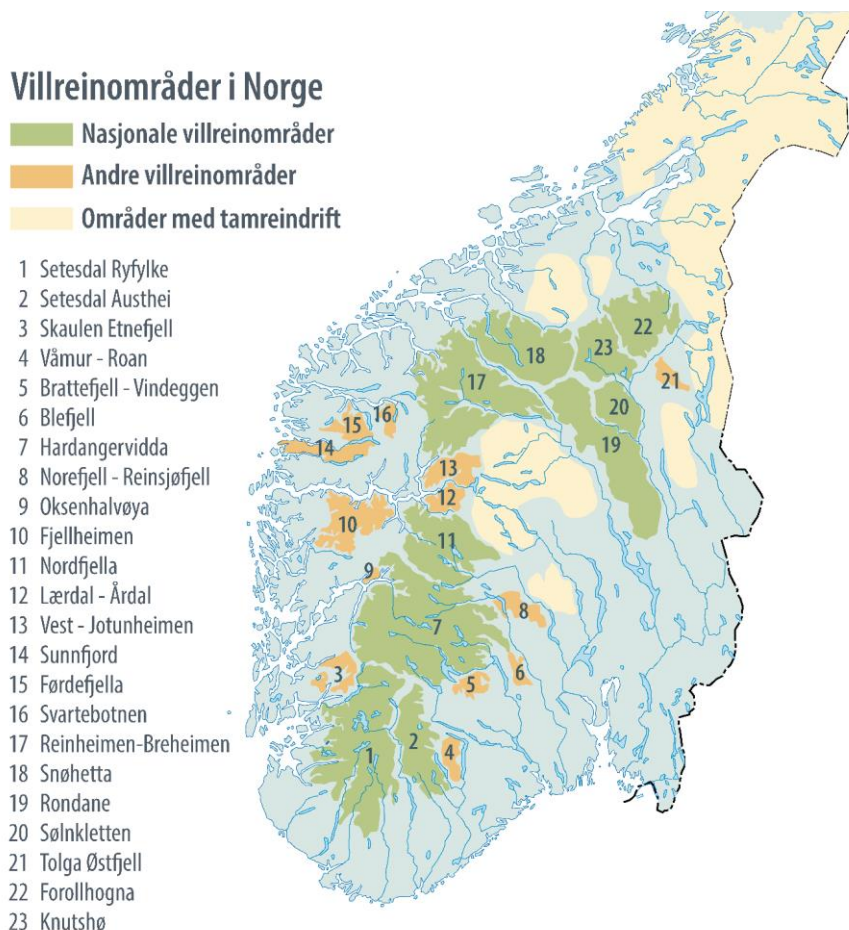 Villreinområder i Norge
Nasjonale villreinområder
Andre villreinområder
Områder med tamreindrift
1 Setesdal Ryfylke
2 Setesdal Austhei
3 Skaulen Etnefjell
4 Våmur - Roan
5 Brattefjell - Vindeggen
6 Blefjell
7 Hardangervidda
8 Norefjell - Reinsjøfjell
9 Oksenhalvøya
10 Fjellheimen
11 Nordfjella
12 Lærdal - Årdal
13 Vest - Jotunheimen
14 Sunnfjord
15 Førdefjella
16 Svartebotnen
17 Reinheimen-Breheimen
18 Snøhetta
19 Rondane
20 Sølnkletten
21 Tolga Østfjell
22 Forollhogna
23 Knutshø
22
23
18
21
17
20
16
15
19
14
13
12
10
11
9
8
7
6
5
3
2
4
1